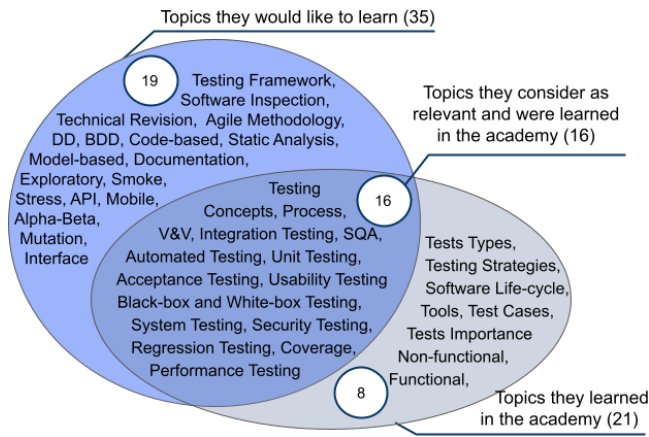 Topics they would like to learn (35)
19
Testing Framework,
Software Inspection,
Technical Revision, Agile Methodology,
DD, BDD, Code-based, Static Analysis,
Model-based, Documentation,
Exploratory, Smoke,
Stress, API, Mobile,
Alpha-Beta,
Mutation,
Interface
Topics they consider as
relevant and were learned
in the academy (16)
16
Testing
Concepts, Process,
V&V, Integration Testing, SQA,
Automated Testing, Unit Testing,
Acceptance Testing, Usability Testing
Black-box and White-box Testing,
System Testing, Security Testing,
Regression Testing, Coverage,
Performance Testing
Tests Types,
Testing Strategies,
Software Life-cycle,
Tools, Test Cases,
Tests Importance
Non-functional,
Functional,
8
Topics they learned
in the academy (21)